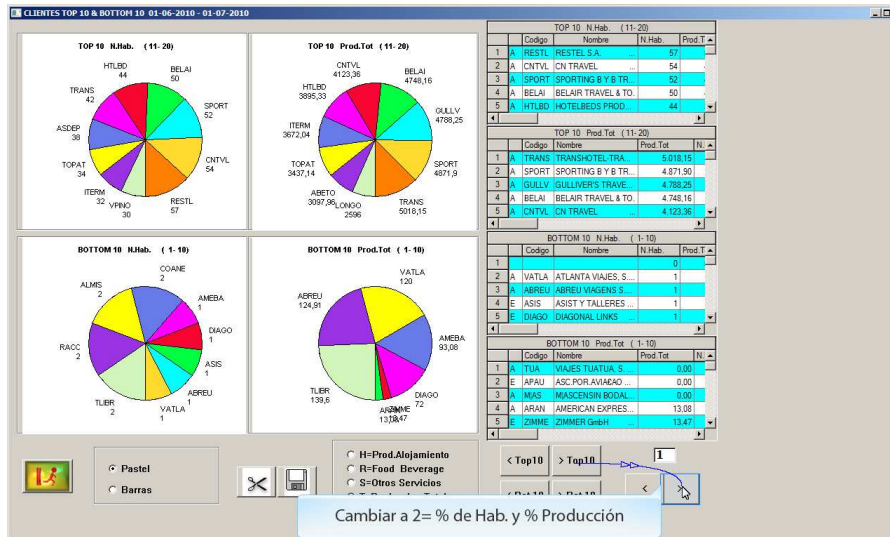 CLIENTES TOP 10 & BOTTOM 10 01-06-2010 - 01-07-2010
TOP 10 N.Hab. (11- 20)
HTLBD
44
BELAI
50
TRANS
42
SPORT
52
ASDEP
38
CNTVL
54
TOPAT
34
ITERM
32
VPINO
30
RESTL
57
TOP 10 Prod.Tot (11- 20)
CNTVL
4123,36
BELAI
4748,16
HTLBD
3895,33
GULLV
4788,25
ITERM
3672,04
SPORT
4871,9
TOPAT
3437,14
ABETO
3097,96
LONGO
2596
TRANS
5018,15
BOTTOM 10 N.Hab. ( 1- 10)
COANE
2
ALMIS
2
AMEBA
1
DIAGO
1
RACC
2
ASIS
1
ABREU
1
TLIBR
2
VATLA
1
BOTTOM 10 Prod.Tot ( 1- 10)
VATLA
120
ABREU
124,91
AMEBA
93,08
TLIBR
139,6
DIAGO
72
TOP 10 N.Hab. (11- 20)
Codigo Nombre N.Hab. Prod.T
1 A RESTL RESTEL S.A. ... 57
2 A CNTVL CN TRAVEL ... 54
3 A SPORT SPORTING B Y B TR... 52
4 A BELAI BELAIR TRAVEL & TO. 50
5 A HTLBD HOTELBEDS PROD... 44
TOP 10 Prod.Tot (11- 20)
Codigo Nombre Prod.Tot N.
1 A TRANS TRANSHOTEL-TRA... 5.018,15
2 A SPORT SPORTING B Y B TR... 4.871,90
3 A GULLV GULLIVER'S TRAVE... 4.788,25
4 A BELAI BELAIR TRAVEL & TO. 4.748,16
5 A CNTVL CN TRAVEL ... 4.123,36
BOTTOM 10 N.Hab. ( 1- 10)
Codigo Nombre N.Hab. Prod.T
1 0
2 A VATLA ATLANTA VIAJES, S.... 1
3 A ABREU ABREU VIAGENS S.... 1
4 E ASIS ASIST Y TALLERES ... 1
5 E DIAGO DIAGONAL LINKS ... 1
BOTTOM 10 Prod.Tot ( 1- 10)
Codigo Nombre Prod.Tot N.
1 A TUA VIAJES TUATUA, S. ... 0,00
2 E APAU ASC.POR.AVIAÇAO ... 0,00
3 A M|AS M|ASCENSIN BODAL... 0,00
4 A ARAN AMERICAN EXPRES... 13,08
5 E ZIMME ZIMMER GmbH ... 13,47
Pastel
Barras
H=Prod.Alojamiento
R=Food Beverage
S=Otros Servicios
< Top10 > Top10
1
< >
Cambiar a 2= % de Hab. y % Producción